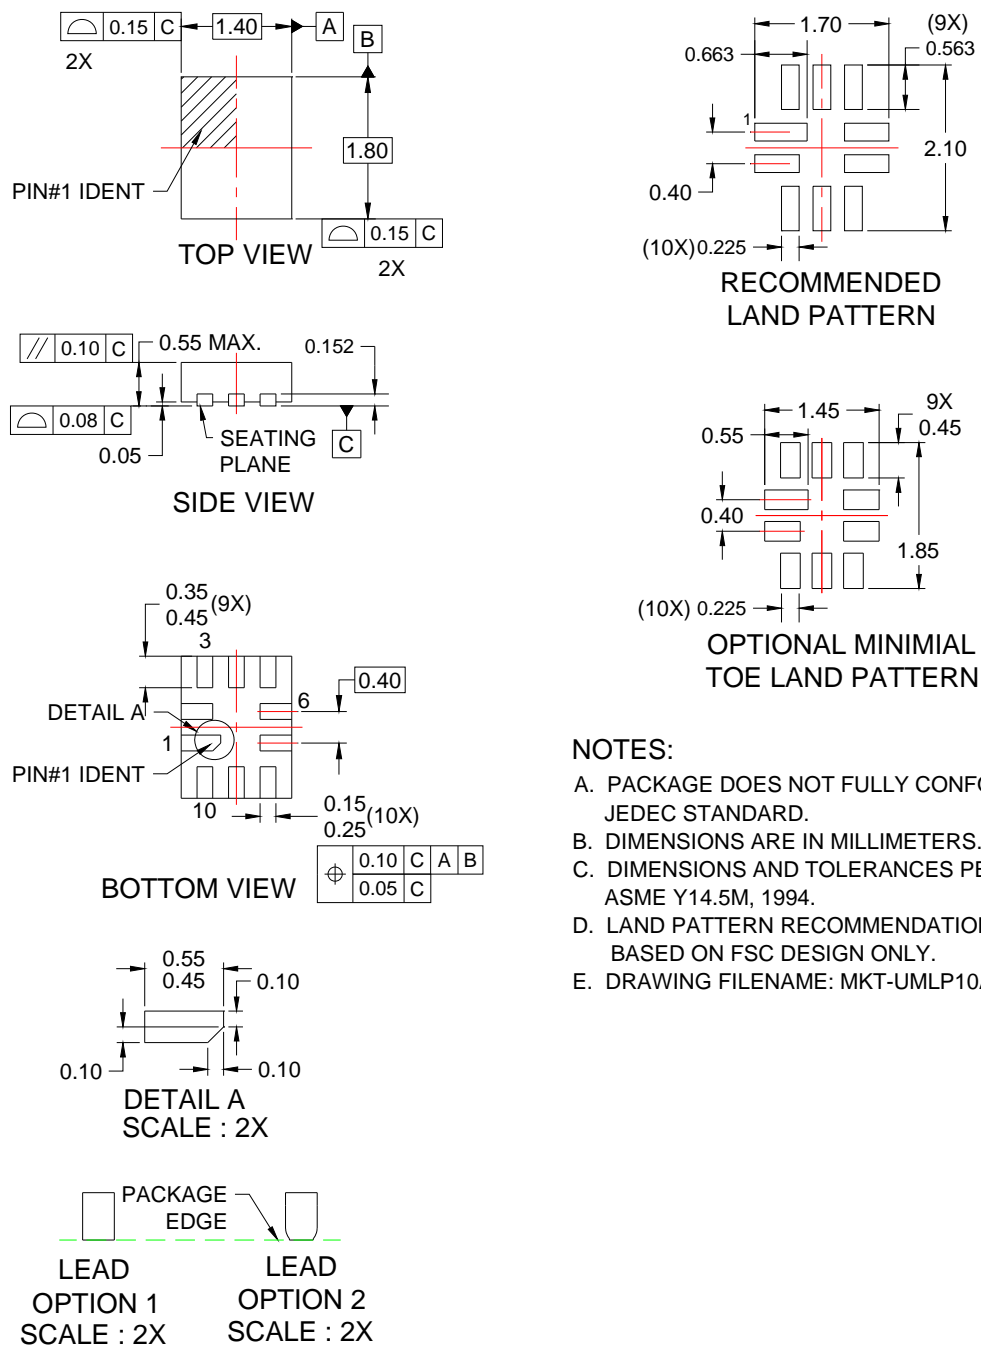 0.15 C
1.40
A
B
2X
1.80
PIN#1 IDENT
0.15 C
2X
TOP VIEW
1.70
(9X)
0.563
0.663
1
2.10
0.40
(10X) 0.225
RECOMMENDED
LAND PATTERN
// 0.10 C
0.55 MAX.
0.152
0.08 C
0.05
SEATING
PLANE
C
SIDE VIEW
1.45
9X
0.45
0.55
0.40
1.85
(10X) 0.225
OPTIONAL MINIMIAL
TOE LAND PATTERN
0.35
0.45 (9X)
3
0.40
DETAIL A
6
1
PIN#1 IDENT
10
0.15
0.25 (10X)
0.10 C A B
0.05 C
BOTTOM VIEW
NOTES:
A. PACKAGE DOES NOT FULLY CONFO
JEDEC STANDARD.
B. DIMENSIONS ARE IN MILLIMETERS.
C. DIMENSIONS AND TOLERANCES PE
ASME Y14.5M, 1994.
D. LAND PATTERN RECOMMENDATION
BASED ON FSC DESIGN ONLY.
E. DRAWING FILENAME: MKT-UMLP10A
0.55
0.45
0.10
0.10
0.10
DETAIL A
SCALE : 2X
PACKAGE
EDGE
LEAD
OPTION 1
SCALE : 2X
LEAD
OPTION 2
SCALE : 2X